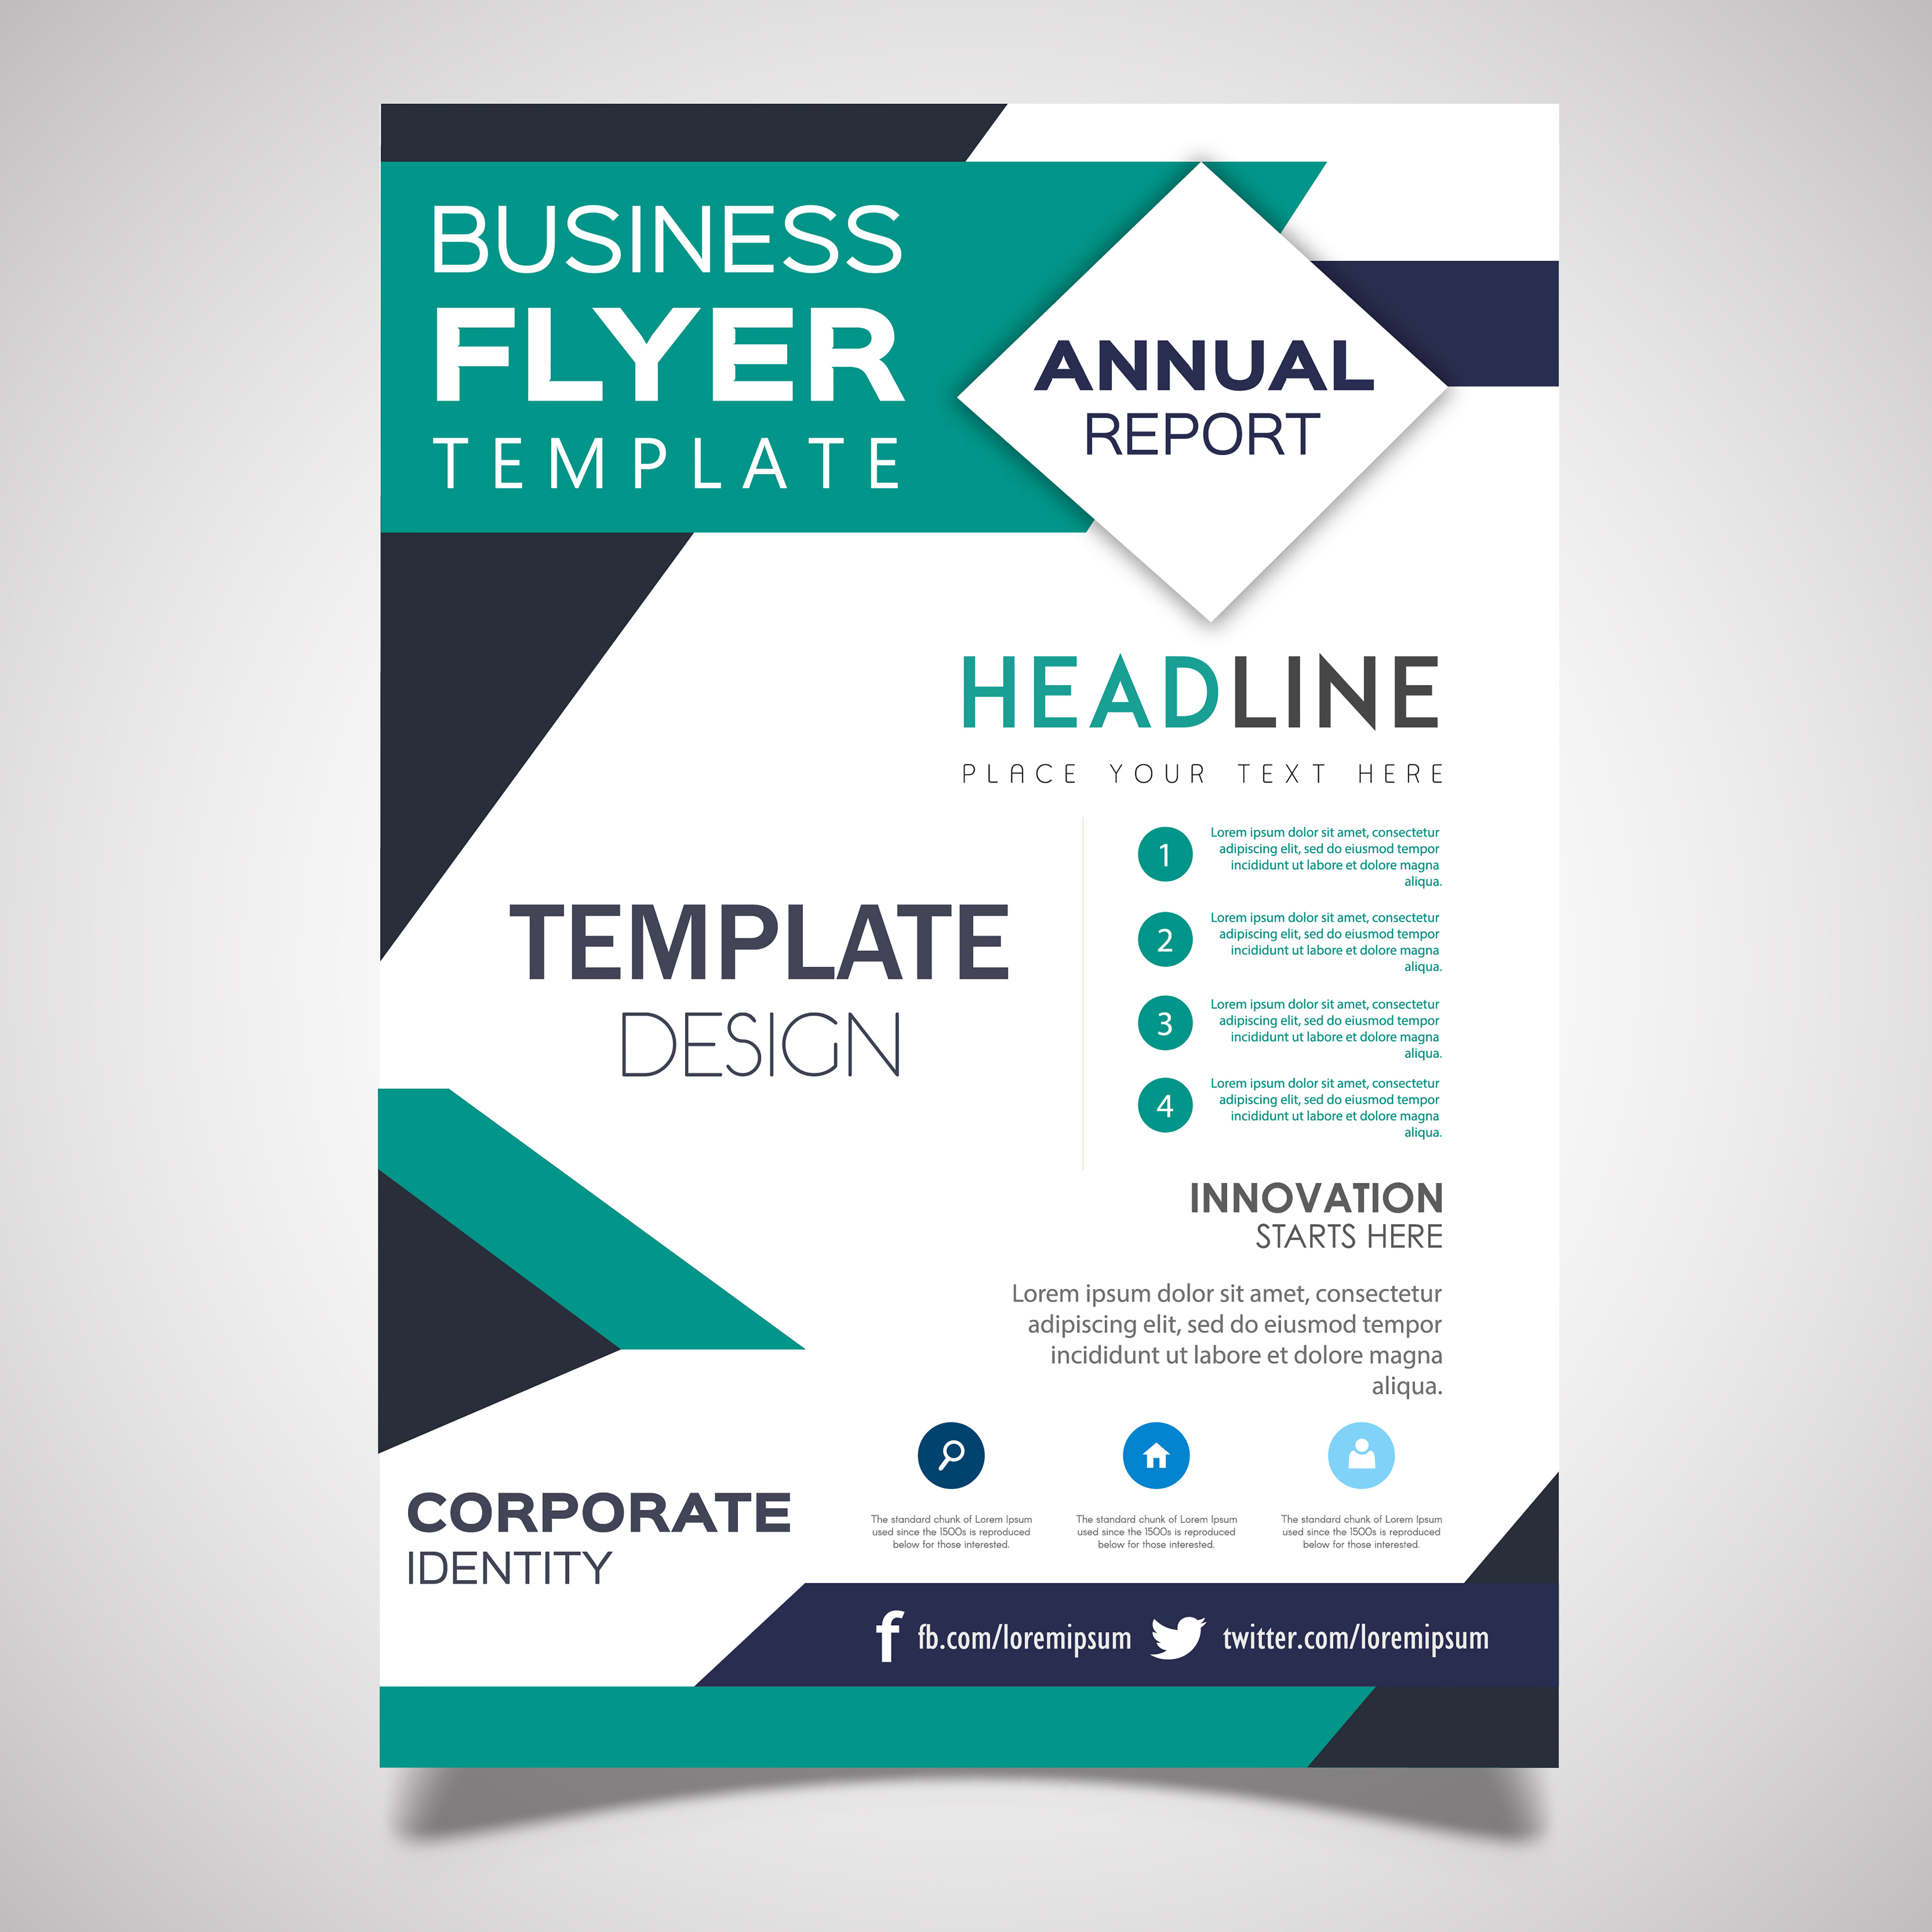 BUSINESS
FLYER
TEMPLATE
ANNUAL
REPORT
HEADLINE
PLACE YOUR TEXT HERE
1
Lorem ipsum dolor sit amet, consectetur
adipiscing elit, sed do eiusmod tempor
incididunt ut labore et dolore magna
aliqua.
2
Lorem ipsum dolor sit amet, consectetur
adipiscing elit, sed do eiusmod tempor
incididunt ut labore et dolore magna
aliqua.
3
Lorem ipsum dolor sit amet, consectetur
adipiscing elit, sed do eiusmod tempor
incididunt ut labore et dolore magna
aliqua.
4
Lorem ipsum dolor sit amet, consectetur
adipiscing elit, sed do eiusmod tempor
incididunt ut labore et dolore magna
aliqua.
TEMPLATE
DESIGN
INNOVATION
STARTS HERE
Lorem ipsum dolor sit amet, consectetur
adipiscing elit, sed do eiusmod tempor
incididunt ut labore et dolore magna
aliqua.
The standard chunk of Lorem Ipsum
used since the 1500s is reproduced
below for those interested.
The standard chunk of Lorem Ipsum
used since the 1500s is reproduced
below for those interested.
The standard chunk of Lorem Ipsum
used since the 1500s is reproduced
below for those interested.
CORPORATE
IDENTITY
f fb.com/loremipsum twitter.com/loremipsum